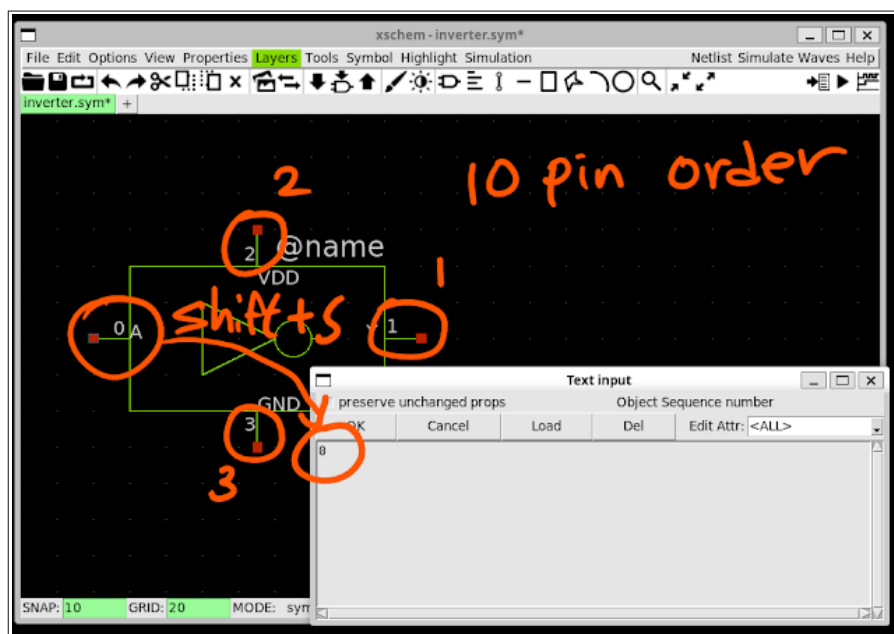 xschem - inverter.sym*
File Edit Options View Properties Layers Tools Symbol Highlight Simulation Netlist Simulate Waves Help
inverter.sym* +
2
10 pin order
2 @name
VDD
1
0 A
shift + s
Y 1
GND
3
3
Text input
preserve unchanged props Object Sequence number
OK Cancel Load Del Edit Attr: <ALL>
8
SNAP: 10 GRID: 20 MODE: sym